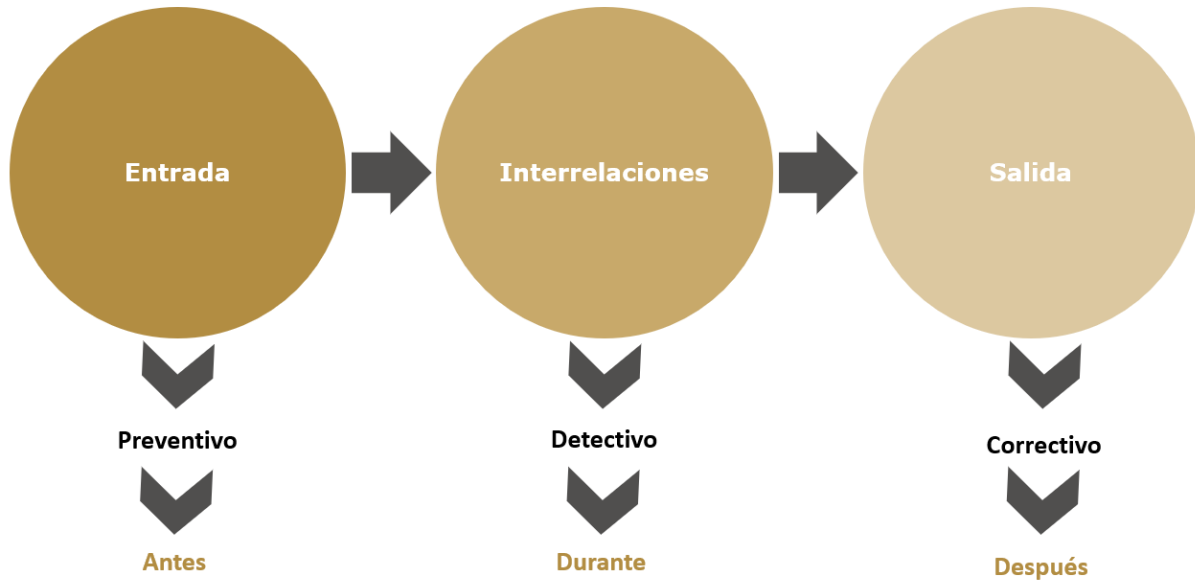 Entrada
Interrelaciones
Salida
Preventivo
Detectivo
Correctivo
Antes
Durante
Después